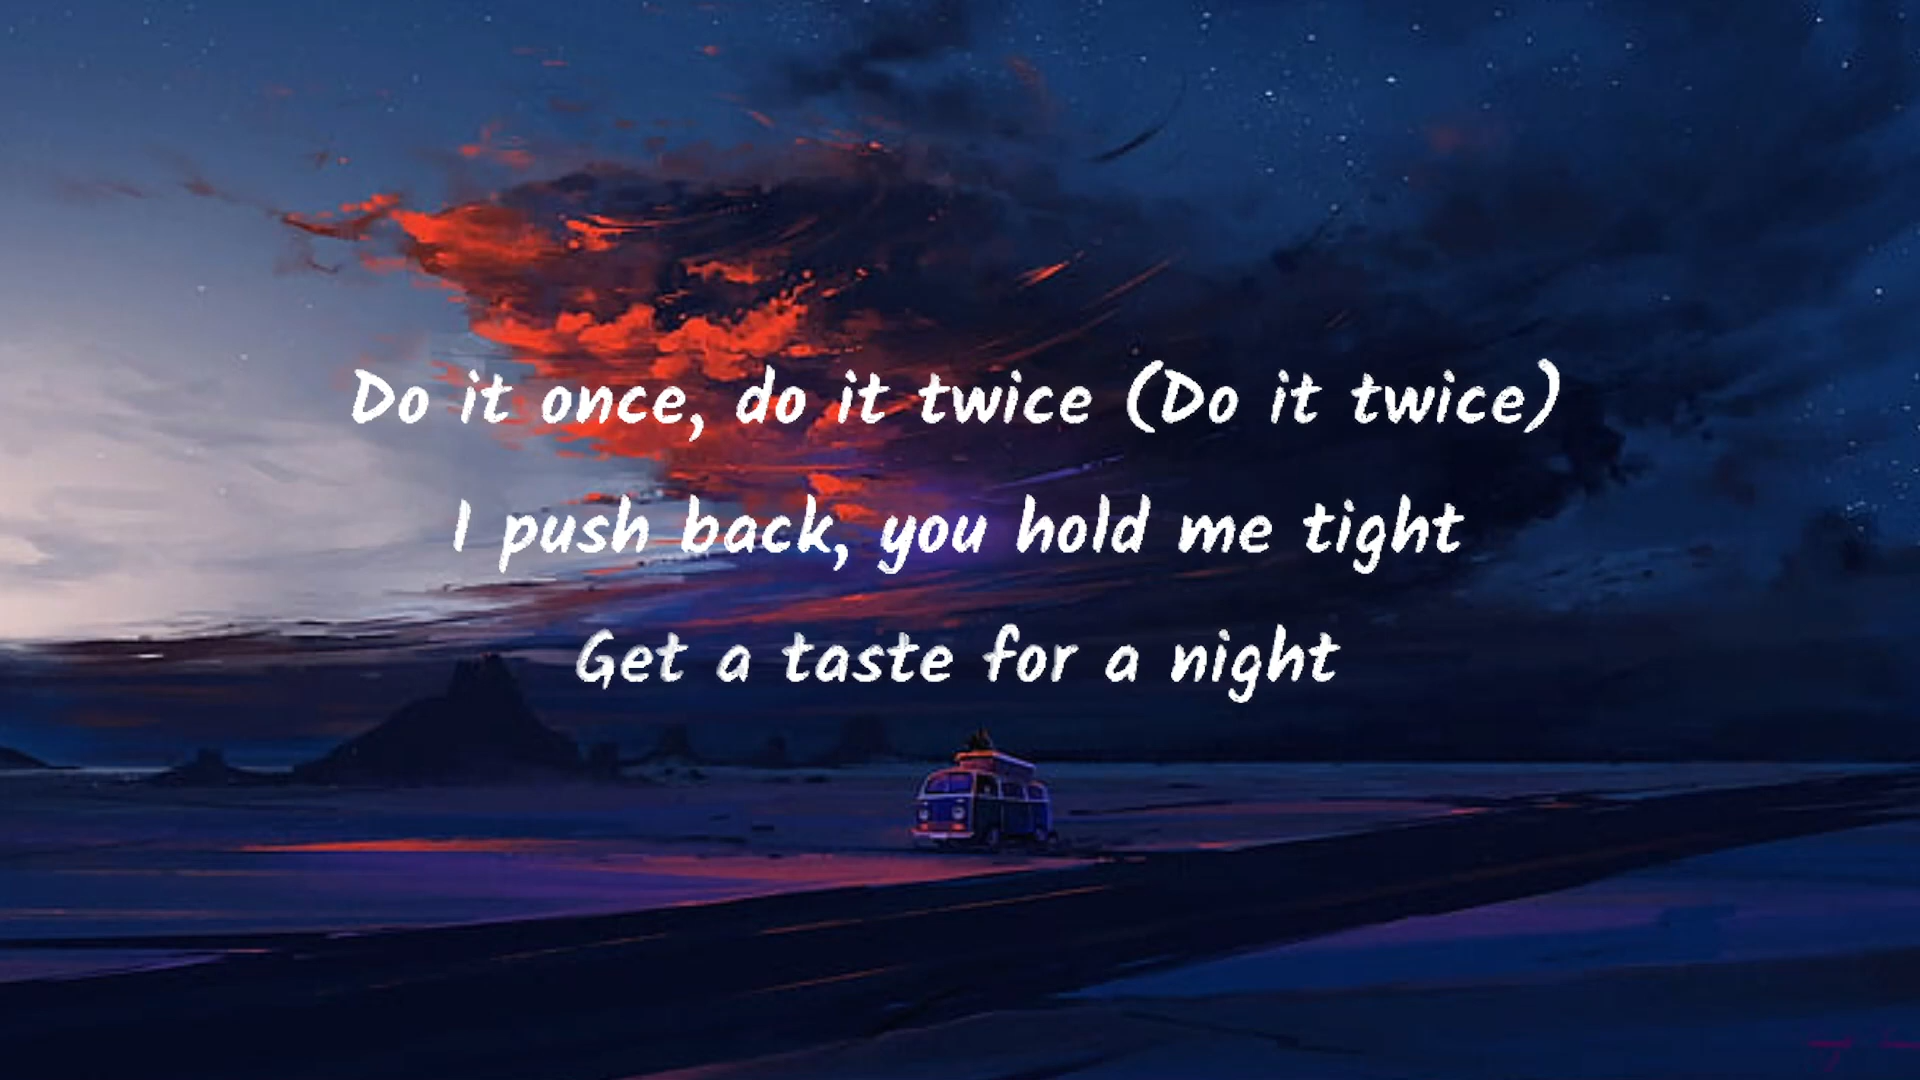 Do it once, do it twice (Do it twice)
I push back, you hold me tight
Get a taste for a night